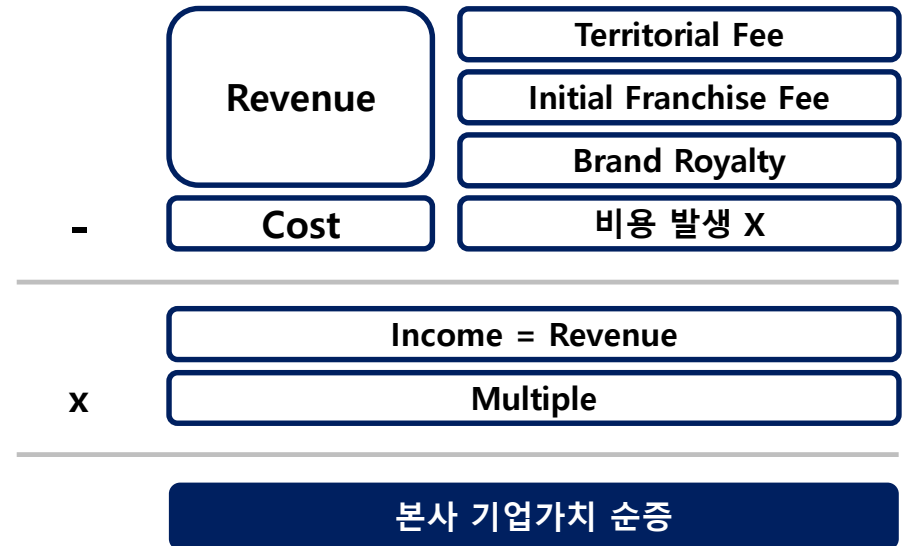 Revenue
Territorial Fee
Initial Franchise Fee
Brand Royalty
-
Cost
비용 발생 X
Income = Revenue
x
Multiple
본사 기업가치 순증